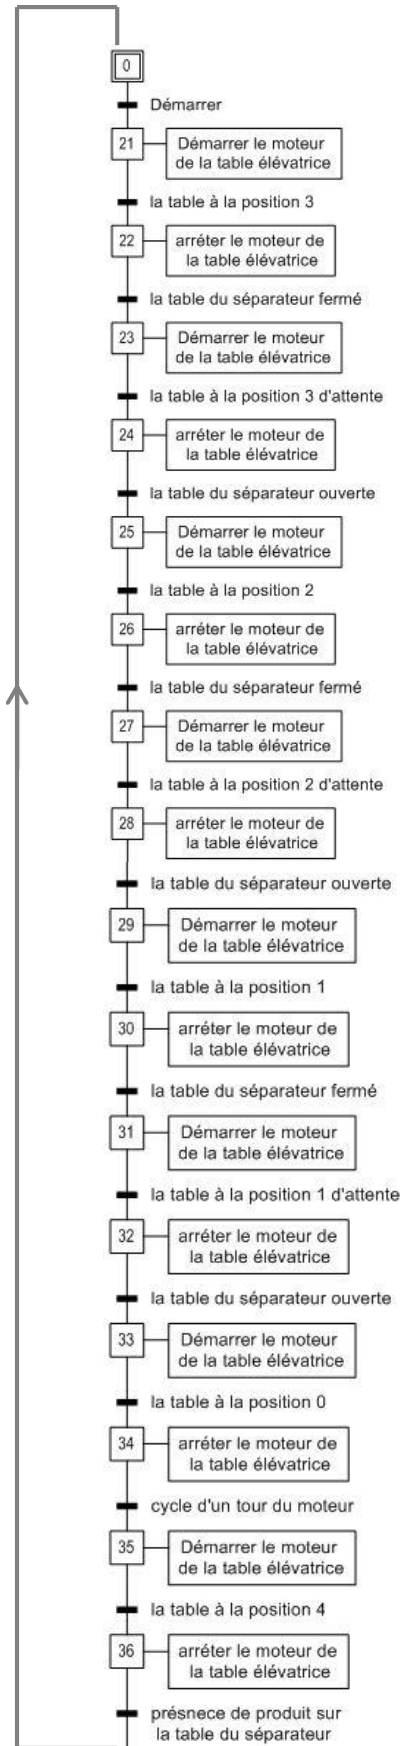 0
Démarrer
21
Démarrer le moteur
de la table élévatrice
la table à la position 3
22
arréter le moteur de
la table élévatrice
la table du séparateur fermé
23
Démarrer le moteur
de la table élévatrice
la table à la position 3 d'attente
24
arréter le moteur de
la table élévatrice
la table du séparateur ouverte
25
Démarrer le moteur
de la table élévatrice
la table à la position 2
26
arréter le moteur de
la table élévatrice
la table du séparateur fermé
27
Démarrer le moteur
de la table élévatrice
la table à la position 2 d'attente
28
arréter le moteur de
la table élévatrice
la table du séparateur ouverte
29
Démarrer le moteur
de la table élévatrice
la table à la position 1
30
arréter le moteur de
la table élévatrice
la table du séparateur fermé
31
Démarrer le moteur
de la table élévatrice
la table à la position 1 d'attente
32
arréter le moteur de
la table élévatrice
la table du séparateur ouverte
33
Démarrer le moteur
de la table élévatrice
la table à la position 0
34
arréter le moteur de
la table élévatrice
cycle d'un tour du moteur
35
Démarrer le moteur
de la table élévatrice
la table à la position 4
36
arréter le moteur de
la table élévatrice
présnece de produit sur
la table du séparateur